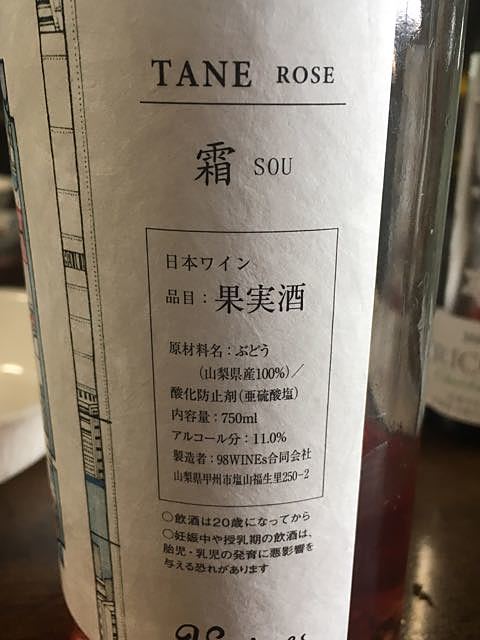 TANE ROSE
霜 SOU
日本ワイン
品目：果実酒
原材料名：ぶどう
（山梨県産100%）／
酸化防止剤（亜硫酸塩）
内容量：750ml
アルコール分：11.0%
製造者：98WINEs合同会社
山梨県甲州市塩山福生里250-2
○飲酒は20歳になってから
○妊娠中や授乳期の飲酒は、
胎児・乳児の発育に悪影響を
与える恐れがあります